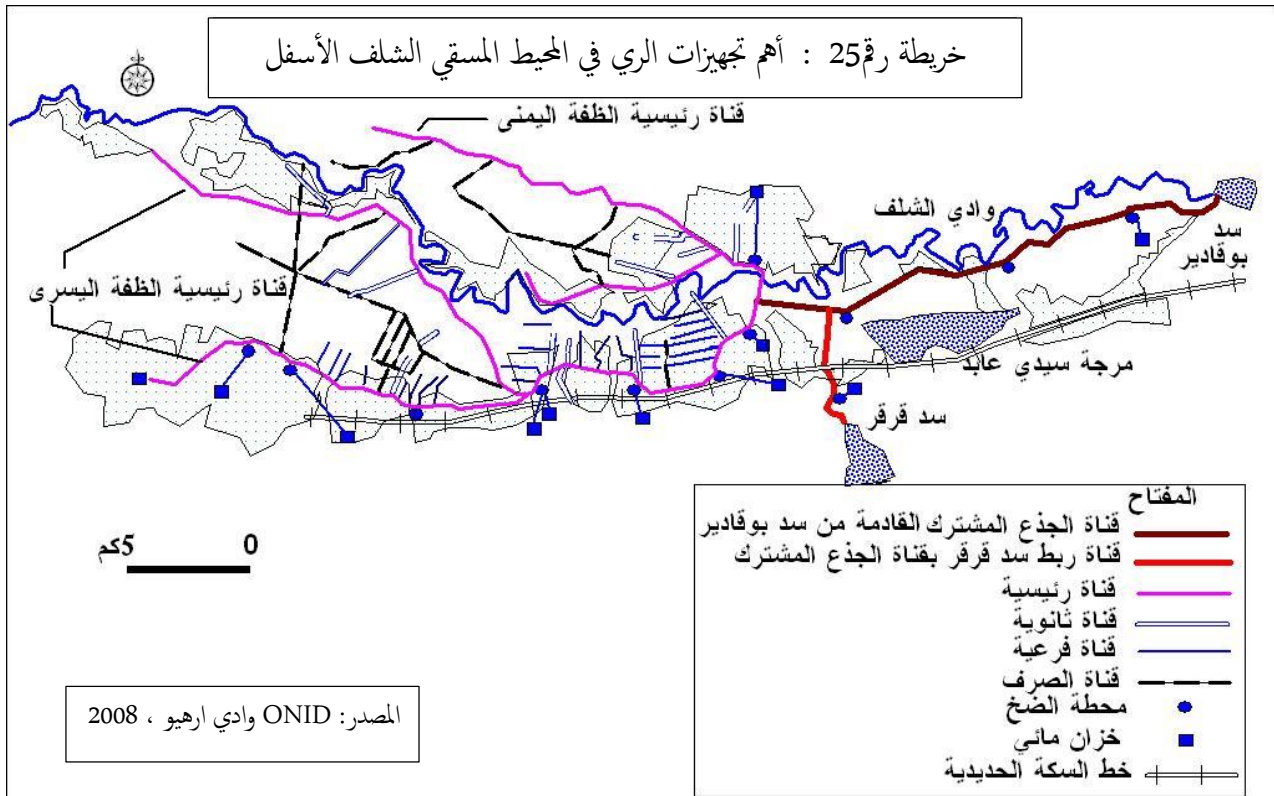 خريطة رقم25 : أهم تجهيزات الري في المحيط المسقي الشلف الأسفل
قناة رئيسية الظفة اليمنى
وادي الشلف
سد
بوقادير
قناة رئيسية الظفة اليسرى
مرجة سيدي عابد
سد قرقر
5كم 0
المفتاح
قناة الجذع المشترك القادمة من سد بوقادير
قناة ربط سد قرقر بقناة الجذع المشترك
قناة رئيسية
قناة ثانوية
قناة فرعية
قناة الصرف
محطة الضخ
خزان مائي
خط السكة الحديدية
المصدر: ONID وادي ارهيو ، 2008